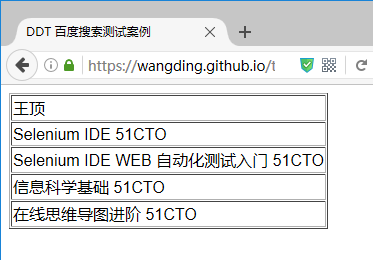 DDT 百度搜索测试案例
https://wangding.github.io/t
王顶
Selenium IDE 51CTO
Selenium IDE WEB 自动化测试入门 51CTO
信息科学基础 51CTO
在线思维导图进阶 51CTO